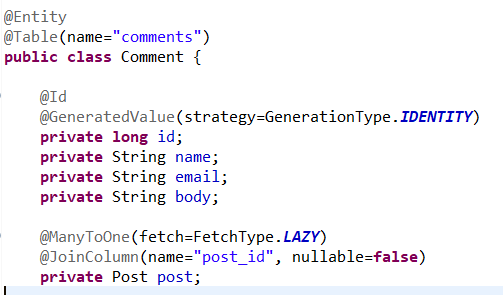 @Entity
@Table(name="comments")
public class Comment {
@Id
@GeneratedValue(strategy=GenerationType.IDENTITY)
private long id;
private String name;
private String email;
private String body;
@ManyToOne(fetch=FetchType.LAZY)
@JoinColumn(name="post_id", nullable=false)
private Post post;